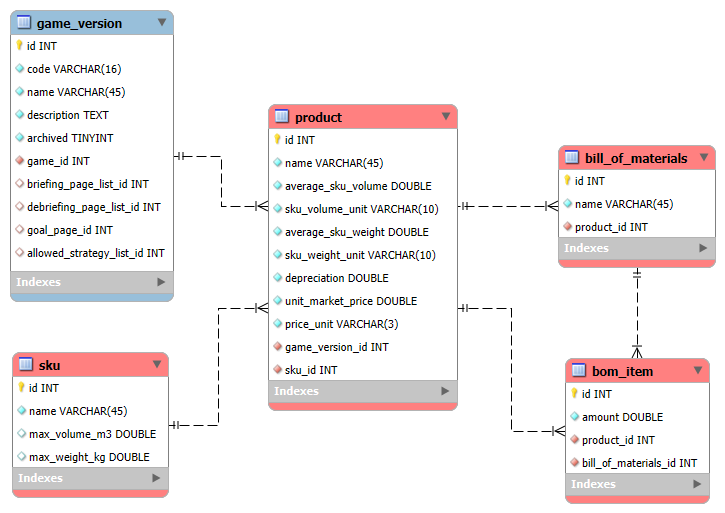 game_version
id INT
code VARCHAR(16)
name VARCHAR(45)
description TEXT
archived TINYINT
game_id INT
briefing_page_list_id INT
debriefing_page_list_id INT
goal_page_id INT
allowed_strategy_list_id INT
Indexes
product
id INT
name VARCHAR(45)
average_sku_volume DOUBLE
sku_volume_unit VARCHAR(10)
average_sku_weight DOUBLE
sku_weight_unit VARCHAR(10)
depreciation DOUBLE
unit_market_price DOUBLE
price_unit VARCHAR(3)
game_version_id INT
sku_id INT
Indexes
bill_of_materials
id INT
name VARCHAR(45)
product_id INT
Indexes
sku
id INT
name VARCHAR(45)
max_volume_m3 DOUBLE
max_weight_kg DOUBLE
Indexes
bom_item
id INT
amount DOUBLE
product_id INT
bill_of_materials_id INT
Indexes